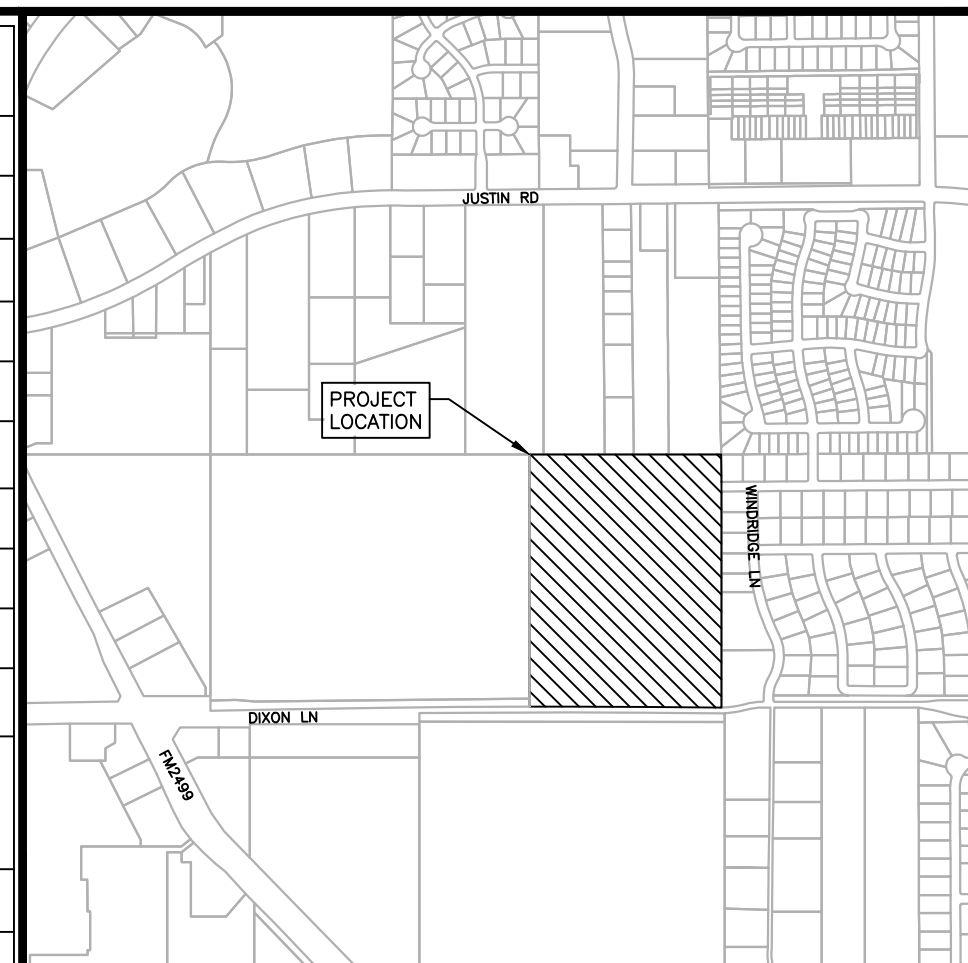 JUSTIN RD
PROJECT
LOCATION
WINDRIDGE LN
DIXON LN
FM2499